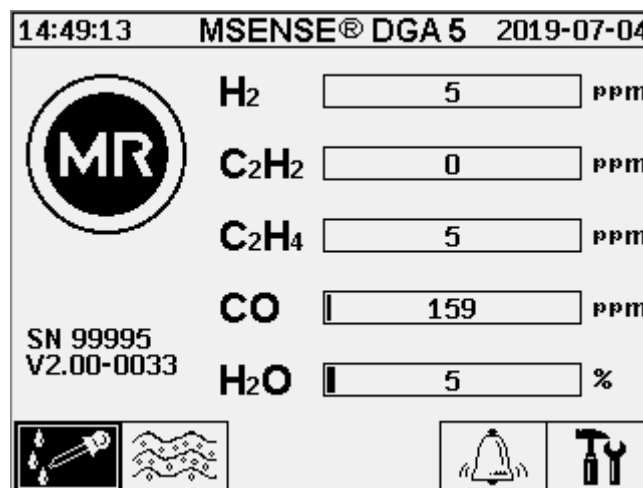 14:49:13 MSENSE® DGA 5 2019-07-04
MR
H2 5 ppm
C2H2 0 ppm
C2H4 5 ppm
CO 159 ppm
SN 99995
V2.00-0033
H2O 5 %